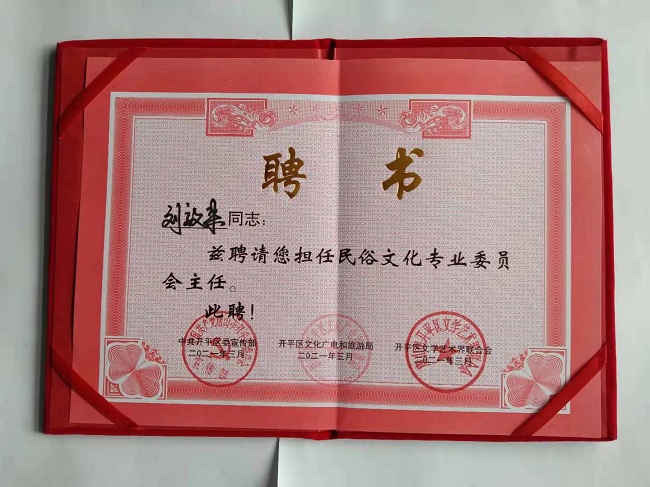 聘 书
同志：
兹聘请您担任民俗文化专业委员
会主任。
此聘！
中共开平区委宣传部 开平区文化广电和旅游局 开平区文学艺术界联合会
二〇二一年三月 二〇二一年三月 二〇二一年三月